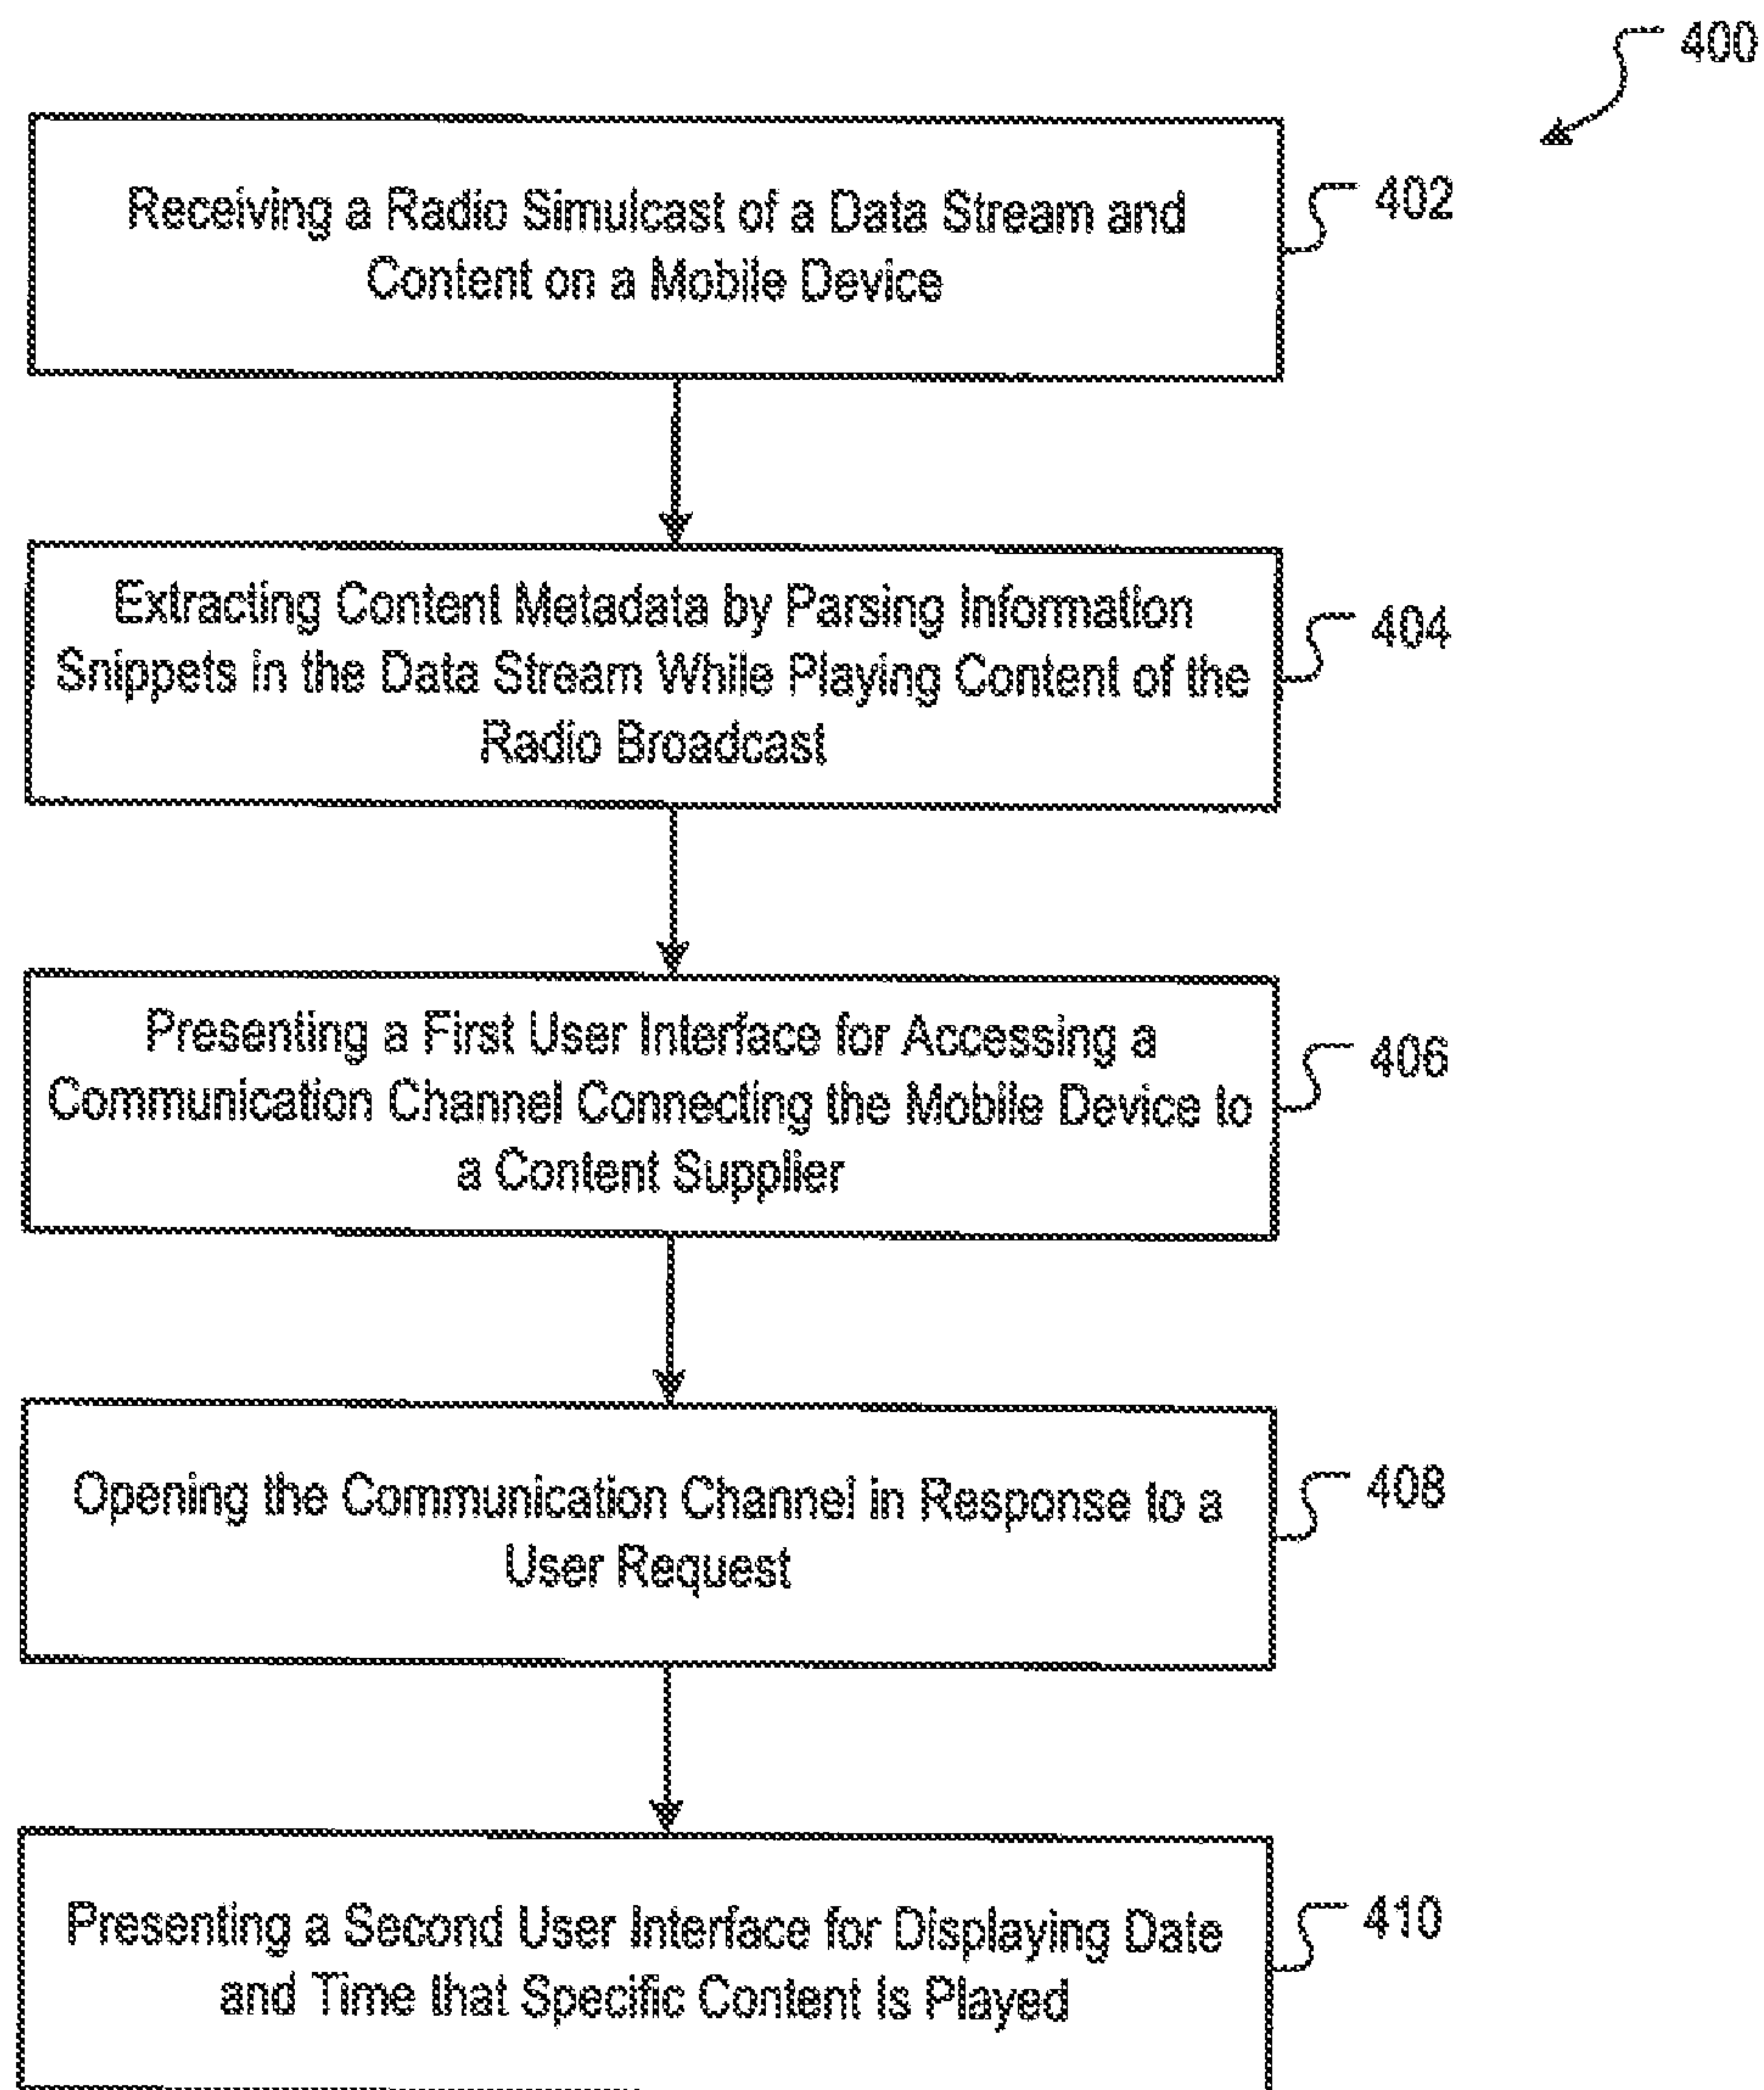 400
Receiving a Radio Simulcast of a Data Stream and
Content on a Mobile Device
402
Extracting Content Metadata by Parsing Information
Snippets in the Data Stream While Playing Content of the
Radio Broadcast
404
Presenting a First User Interface for Accessing a
Communication Channel Connecting the Mobile Device to
a Content Supplier
406
Opening the Communication Channel in Response to a
User Request
408
Presenting a Second User Interface for Displaying Date
and Time that Specific Content Is Played
410